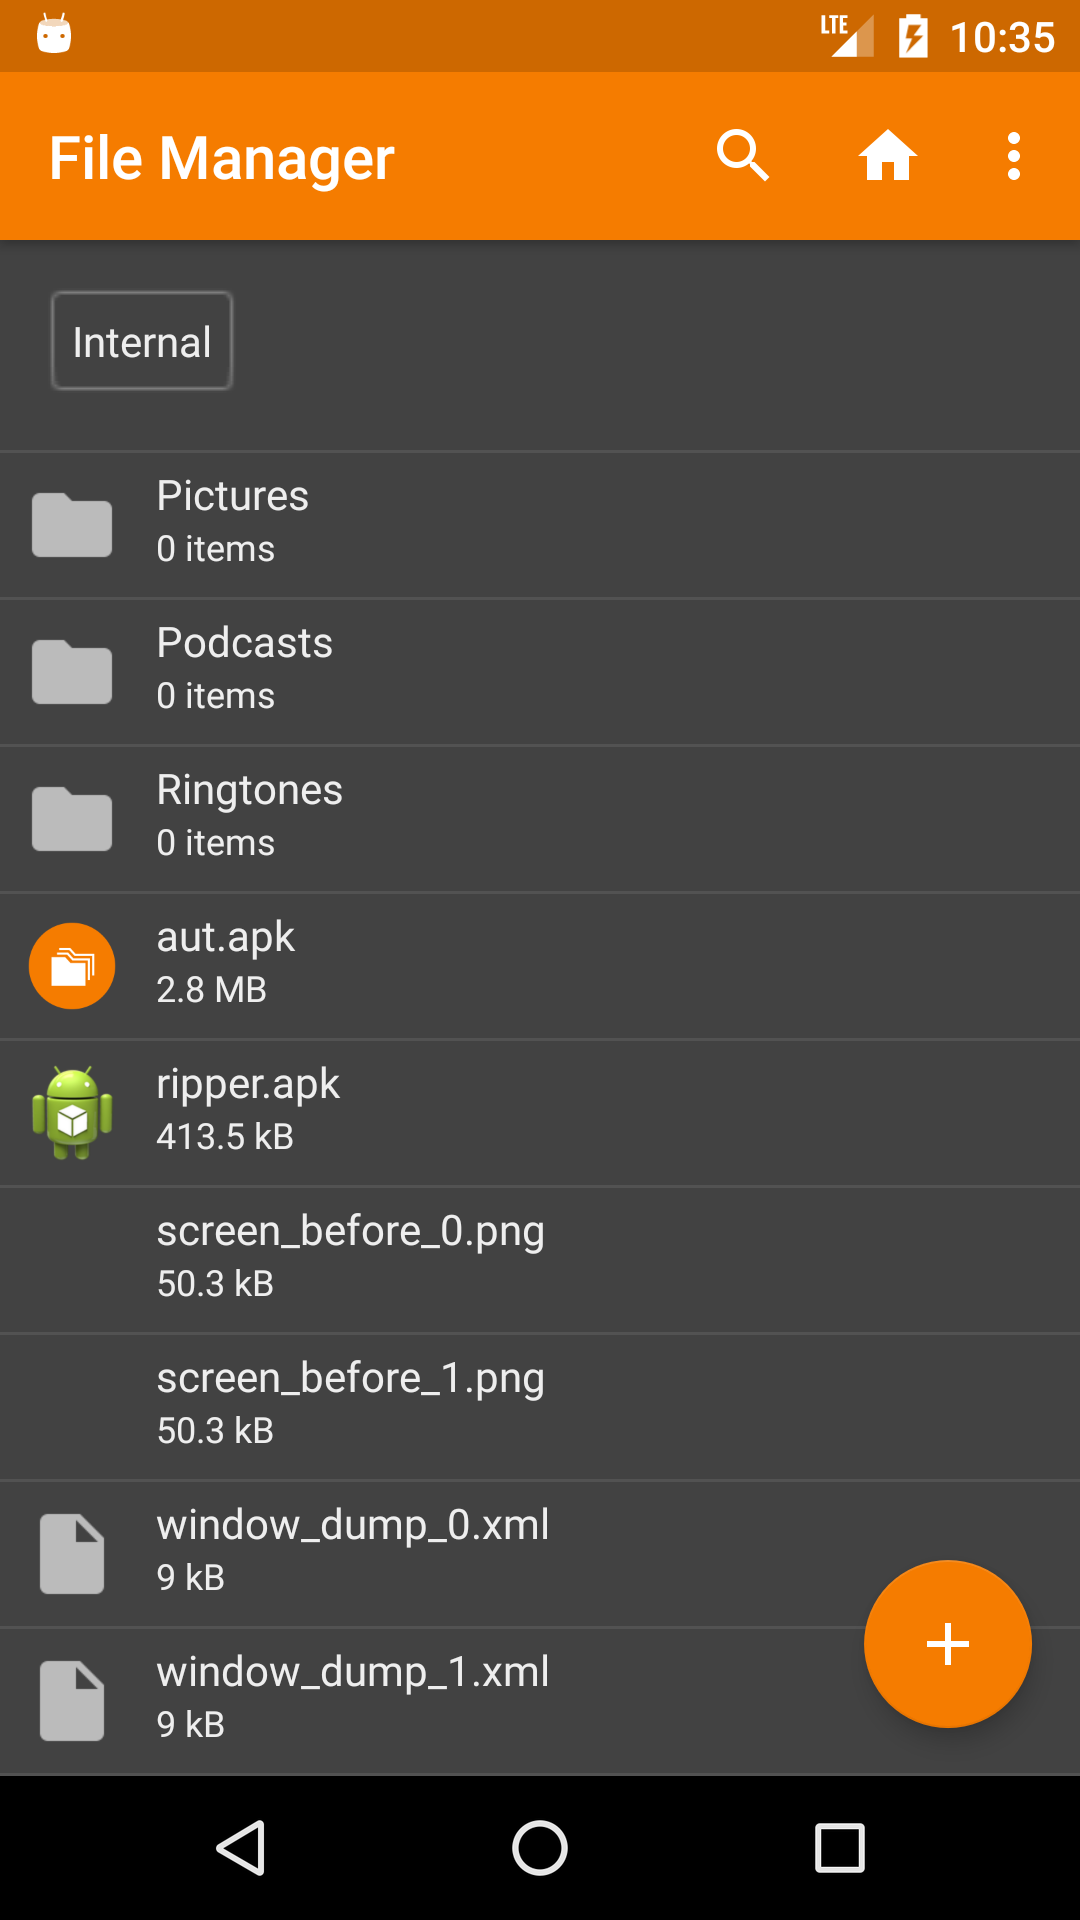 LTE 10:35
File Manager
Internal
Pictures
0 items
Podcasts
0 items
Ringtones
0 items
aut.apk
2.8 MB
ripper.apk
413.5 kB
screen_before_0.png
50.3 kB
screen_before_1.png
50.3 kB
window_dump_0.xml
9 kB
window_dump_1.xml
9 kB